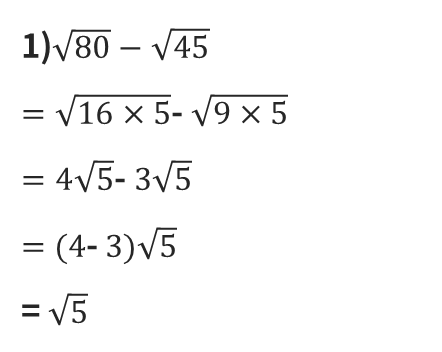 1)√80 − √45
= √16 × 5- √9 × 5
= 4√5- 3√5
= (4- 3)√5
= √5